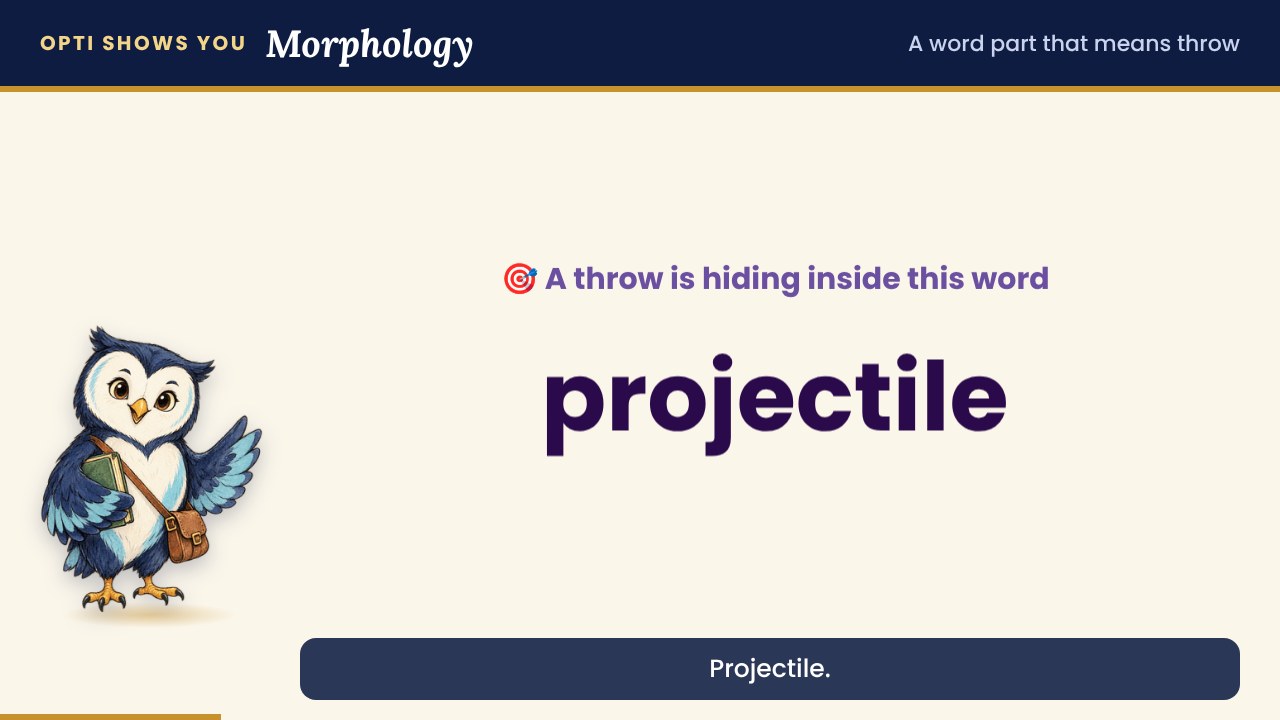 OPTI SHOWS YOU Morphology
A word part that means throw
🎯 A throw is hiding inside this word
projectile
Projectile.